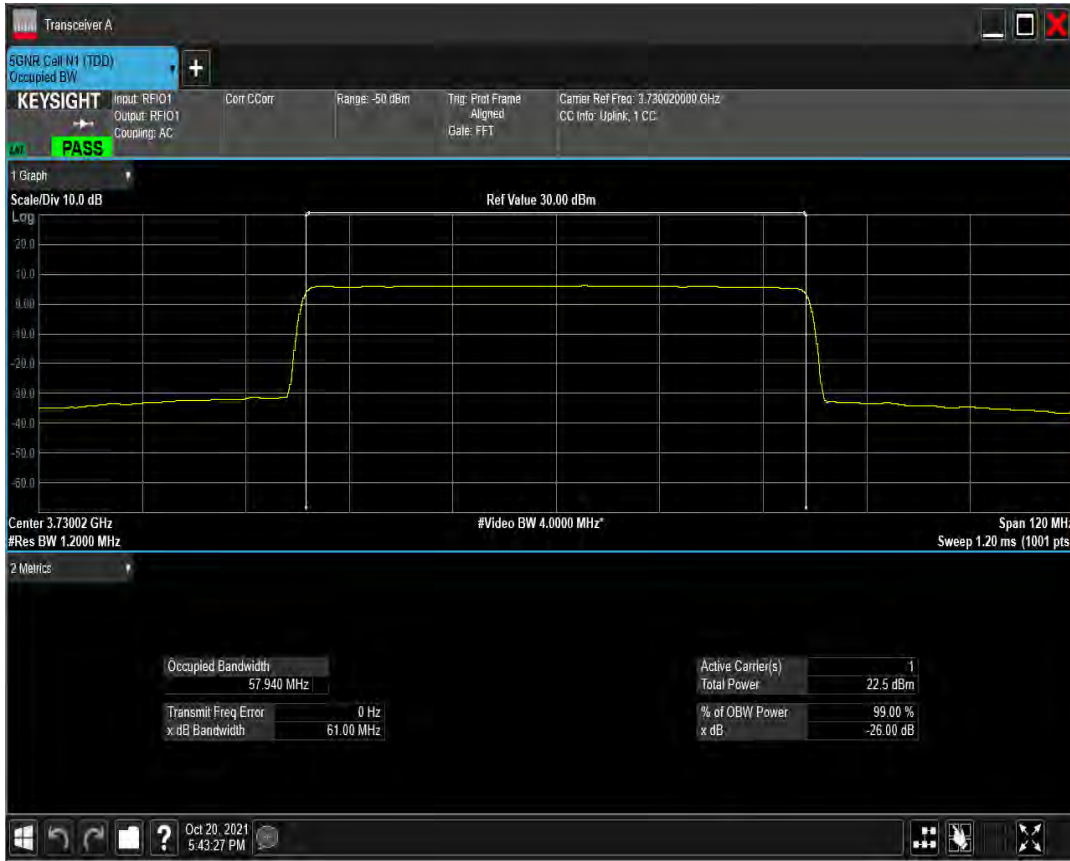 Transceiver A
5GNR Cell N1 (TDD)
Occupied BW
+
KEYSIGHT
Input: RFIO1
Output: RFIO1
Coupling: AC
Corr CCorr
Range: -50 dBm
Trig: Prot Frame
Aligned
Gate: FFT
Carrier Ref Freq: 3.730020000 GHz
CC Info: Uplink, 1 CC
PASS
1 Graph
Scale/Div 10.0 dB
Ref Value 30.00 dBm
Log
20.0
10.0
0.00
-10.0
-20.0
-30.0
-40.0
-50.0
-60.0
Center 3.73002 GHz
#Video BW 4.0000 MHz*
Span 120 MHz
#Res BW 1.2000 MHz
Sweep 1.20 ms (1001 pts
2 Metrics
Occupied Bandwidth
57.940 MHz
Transmit Freq Error 0 Hz
x dB Bandwidth 61.00 MHz
Active Carrier(s) 1
Total Power 22.5 dBm
% of OBW Power 99.00 %
x dB -26.00 dB
?
Oct 20, 2021
5:43:27 PM